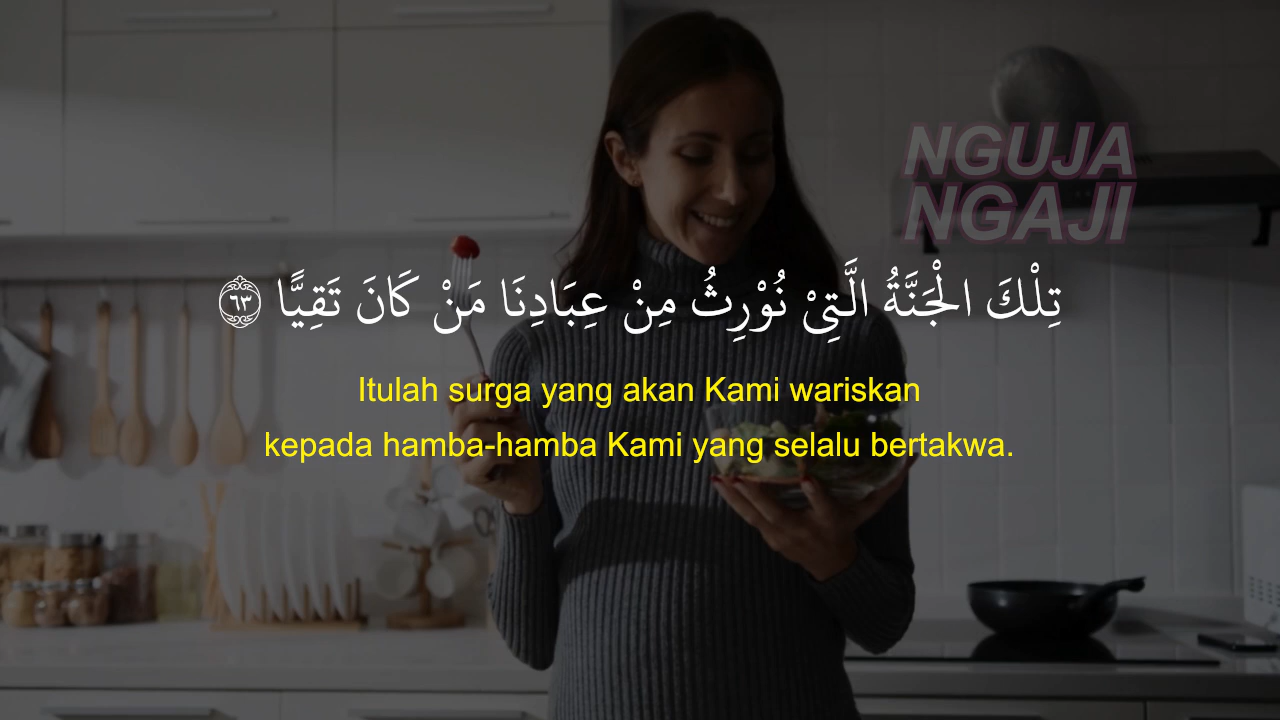 NGUJA
NGAJI
تِلْكَ الْجَنَّةُ الَّتِيْ نُوْرِثُ مِنْ عِبَادِنَا مَنْ كَانَ تَقِيًّا ۝٦٣
Itulah surga yang akan Kami wariskan
kepada hamba-hamba Kami yang selalu bertakwa.